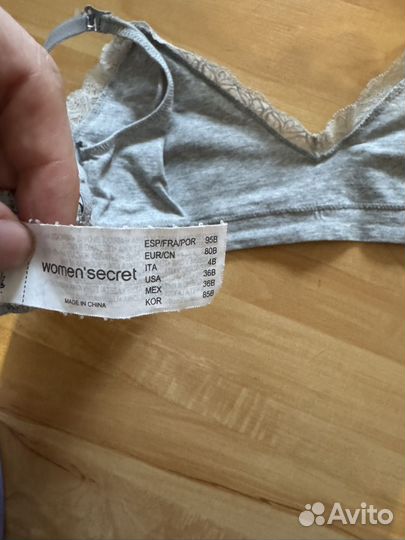 women'secret
MADE IN CHINA
ESP/FRA/POR 95B
EUR/CN 80B
ITA 4B
USA 36B
MEX 36B
KOR 85B
Avito